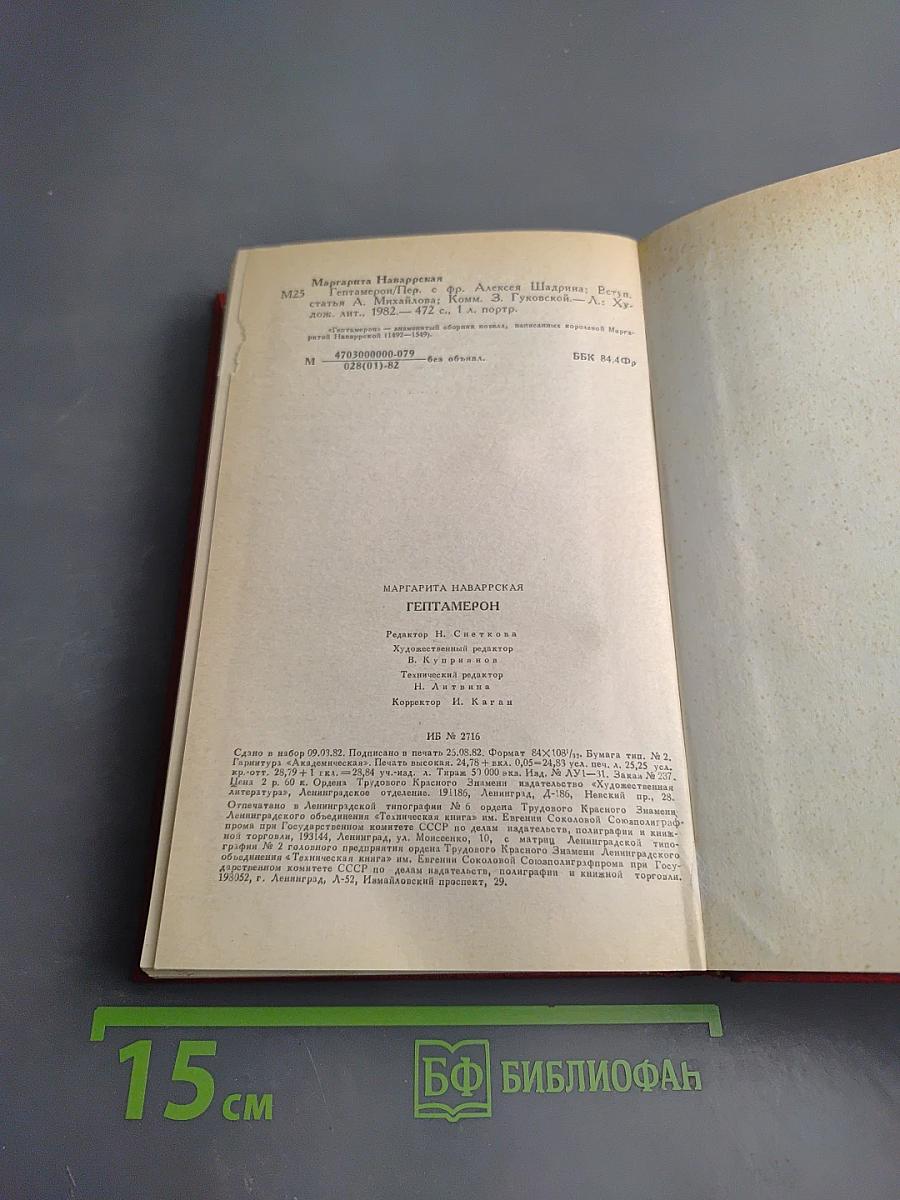 Маргарита Наваррская
М25 Гептамерон/Пер. с фр. Алексея Шадрина; Вступ.
статья А. Михайлова; Комм. З. Гуковской.— Л.: Ху-
дож. лит., 1982.— 472 с., 1 л. портр.
«Гептамерон» — знаменитый сборник новелл, написанных королевой Марга-
ритой Наваррской (1492—1549).
М 4703000000-079 без объявл. ББК 84.4Фр
028(01)-82
МАРГАРИТА НАВАРРСКАЯ
ГЕПТАМЕРОН
Редактор Н. Снеткова
Художественный редактор
В. Куприянов
Технический редактор
Н. Литвина
Корректор И. Каган
ИБ № 2716
Сдано в набор 09.03.82. Подписано в печать 25.08.82. Формат 84×108¹/₃₂. Бумага тип. № 2.
Гарнитура «Академическая». Печать высокая. 24,78 + вкл. 0,05=24,83 усл. печ. л. 25,25 усл.
кр.-отт. 28,79 + 1 вкл.=28,84 уч.-изд. л. Тираж 50 000 экз. Изд. № ЛУ1—31. Заказ № 237.
Цена 2 р. 60 к. Ордена Трудового Красного Знамени издательство «Художественная
литература», Ленинградское отделение. 191186, Ленинград, Д-186, Невский пр., 28.
Отпечатано в Ленинградской типографии № 6 ордена Трудового Красного Знамени
Ленинградского объединения «Техническая книга» им. Евгении Соколовой Союзполиграф-
прома при Государственном комитете СССР по делам издательств, полиграфии и книж-
ной торговли, 193144, Ленинград, ул. Моисеенко, 10, с матриц Ленинградской типо-
графии № 2 головного предприятия ордена Трудового Красного Знамени Ленинградского
объединения «Техническая книга» им. Евгении Соколовой Союзполиграфпрома при Госу-
дарственном комитете СССР по делам издательств, полиграфии и книжной торговли.
198052, г. Ленинград, Л-52, Измайловский проспект, 29.
15 см
БФ БИБЛИОФАН